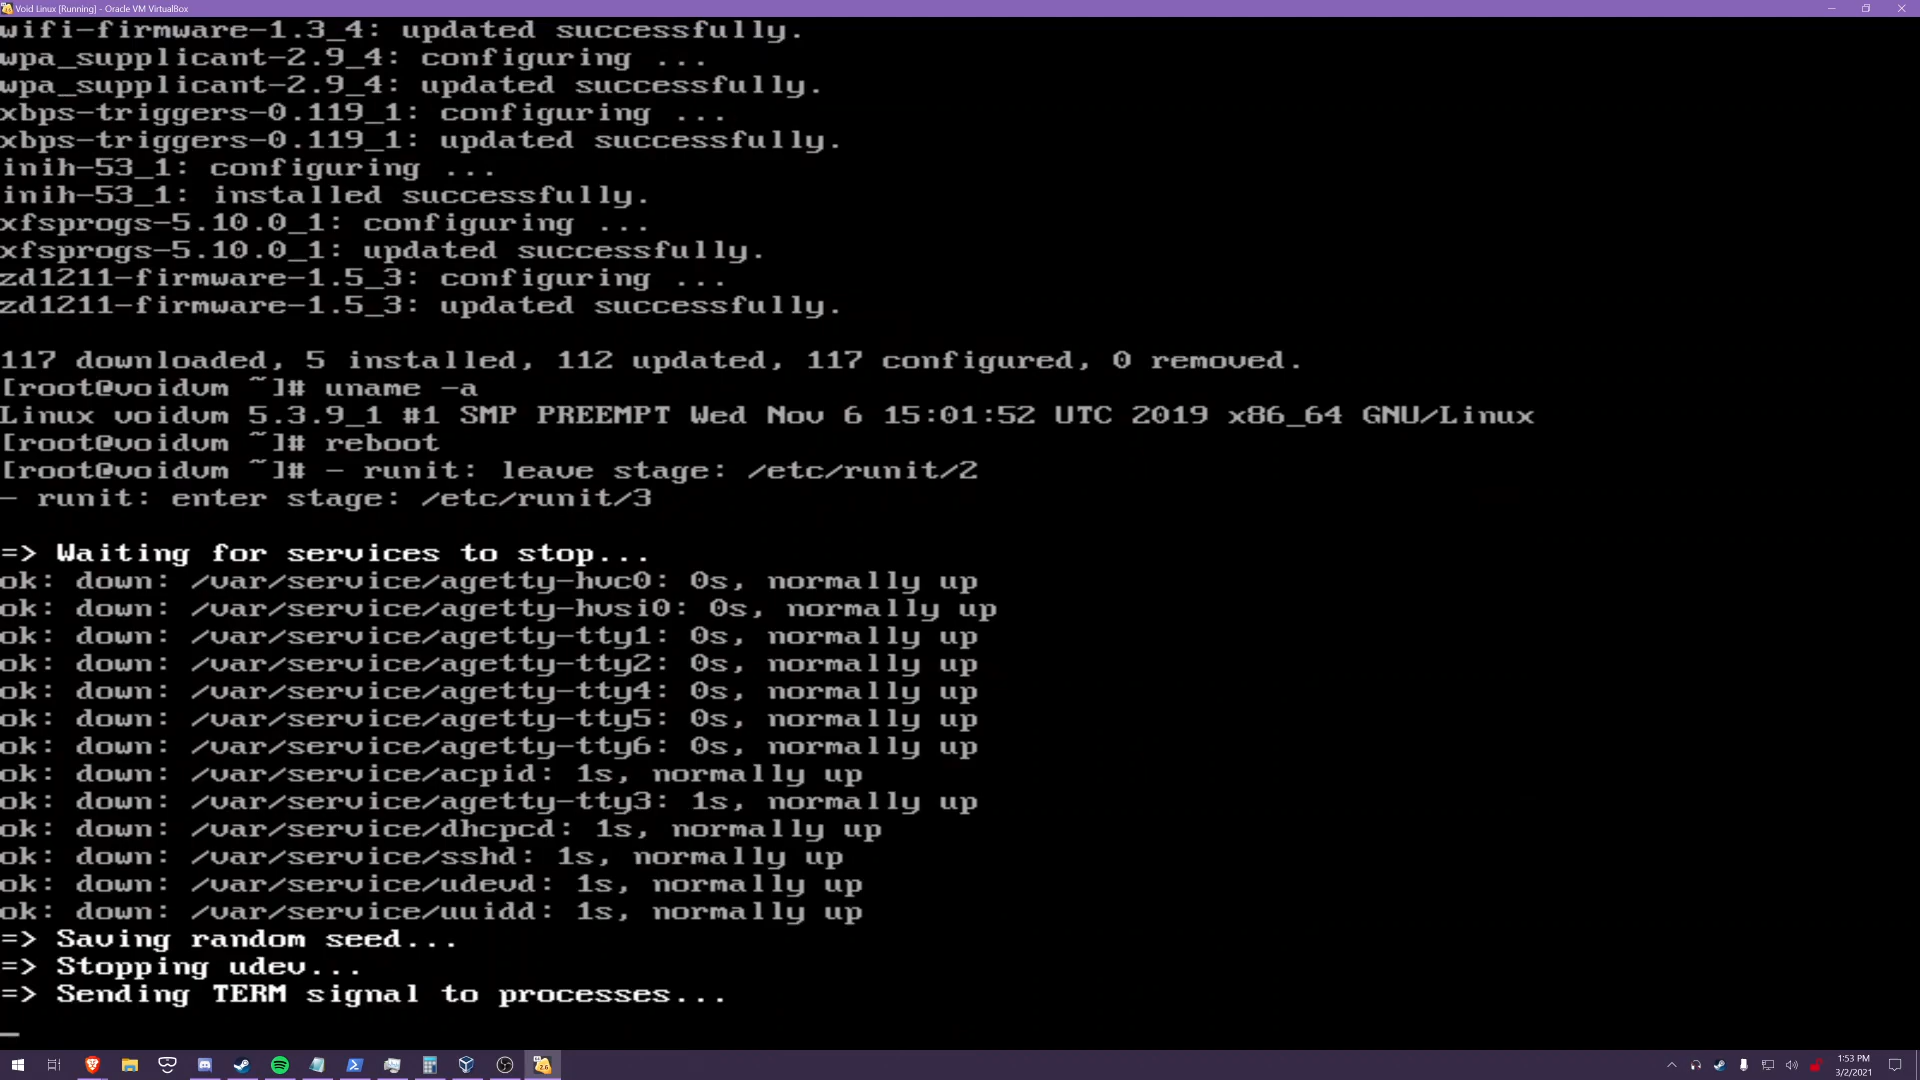 Void Linux [Running] - Oracle VM VirtualBox
wifi-firmware-1.3_4: updated successfully.
wpa_supplicant-2.9_4: configuring ...
wpa_supplicant-2.9_4: updated successfully.
xbps-triggers-0.119_1: configuring ...
xbps-triggers-0.119_1: updated successfully.
inih-53_1: configuring ...
inih-53_1: installed successfully.
xfsprogs-5.10.0_1: configuring ...
xfsprogs-5.10.0_1: updated successfully.
zd1211-firmware-1.5_3: configuring ...
zd1211-firmware-1.5_3: updated successfully.
117 downloaded, 5 installed, 112 updated, 117 configured, 0 removed.
[root@voidvm ~]# uname -a
Linux voidvm 5.3.9_1 #1 SMP PREEMPT Wed Nov 6 15:01:52 UTC 2019 x86_64 GNU/Linux
[root@voidvm ~]# reboot
[root@voidvm ~]# - runit: leave stage: /etc/runit/2
- runit: enter stage: /etc/runit/3
=> Waiting for services to stop...
ok: down: /var/service/agetty-hvc0: 0s, normally up
ok: down: /var/service/agetty-hvsi0: 0s, normally up
ok: down: /var/service/agetty-tty1: 0s, normally up
ok: down: /var/service/agetty-tty2: 0s, normally up
ok: down: /var/service/agetty-tty4: 0s, normally up
ok: down: /var/service/agetty-tty5: 0s, normally up
ok: down: /var/service/agetty-tty6: 0s, normally up
ok: down: /var/service/acpid: 1s, normally up
ok: down: /var/service/agetty-tty3: 1s, normally up
ok: down: /var/service/dhcpcd: 1s, normally up
ok: down: /var/service/sshd: 1s, normally up
ok: down: /var/service/udevd: 1s, normally up
ok: down: /var/service/uuidd: 1s, normally up
=> Saving random seed...
=> Stopping udev...
=> Sending TERM signal to processes...
1:53 PM
3/2/2021